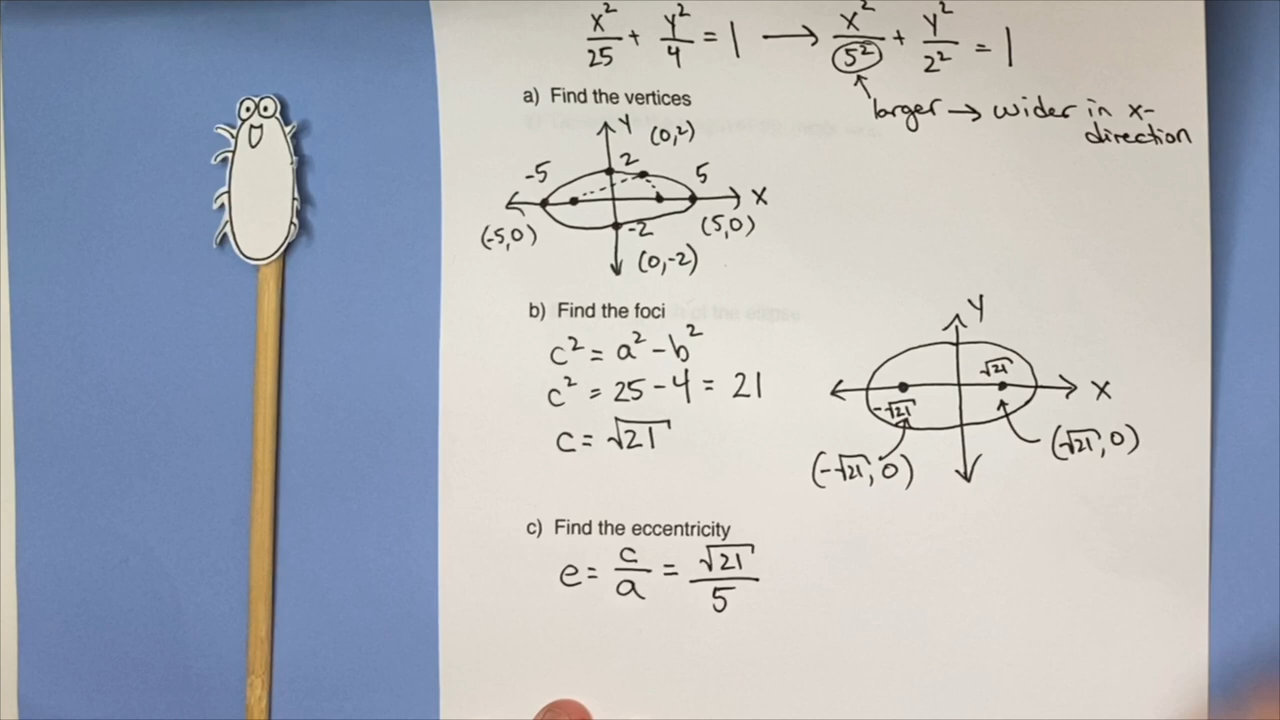 x²/25 + y²/4 = 1 → x²/5² + y²/2² = 1
larger → wider in x-
direction
a) Find the vertices
Y (0,2)
-5 2 5
X
(-5,0) -2 (5,0)
(0,-2)
b) Find the foci
c² = a² - b²
c² = 25 - 4 = 21
c = √21
Y
√21
X
-√21
(-√21, 0) (√21, 0)
c) Find the eccentricity
e = c/a = √21/5